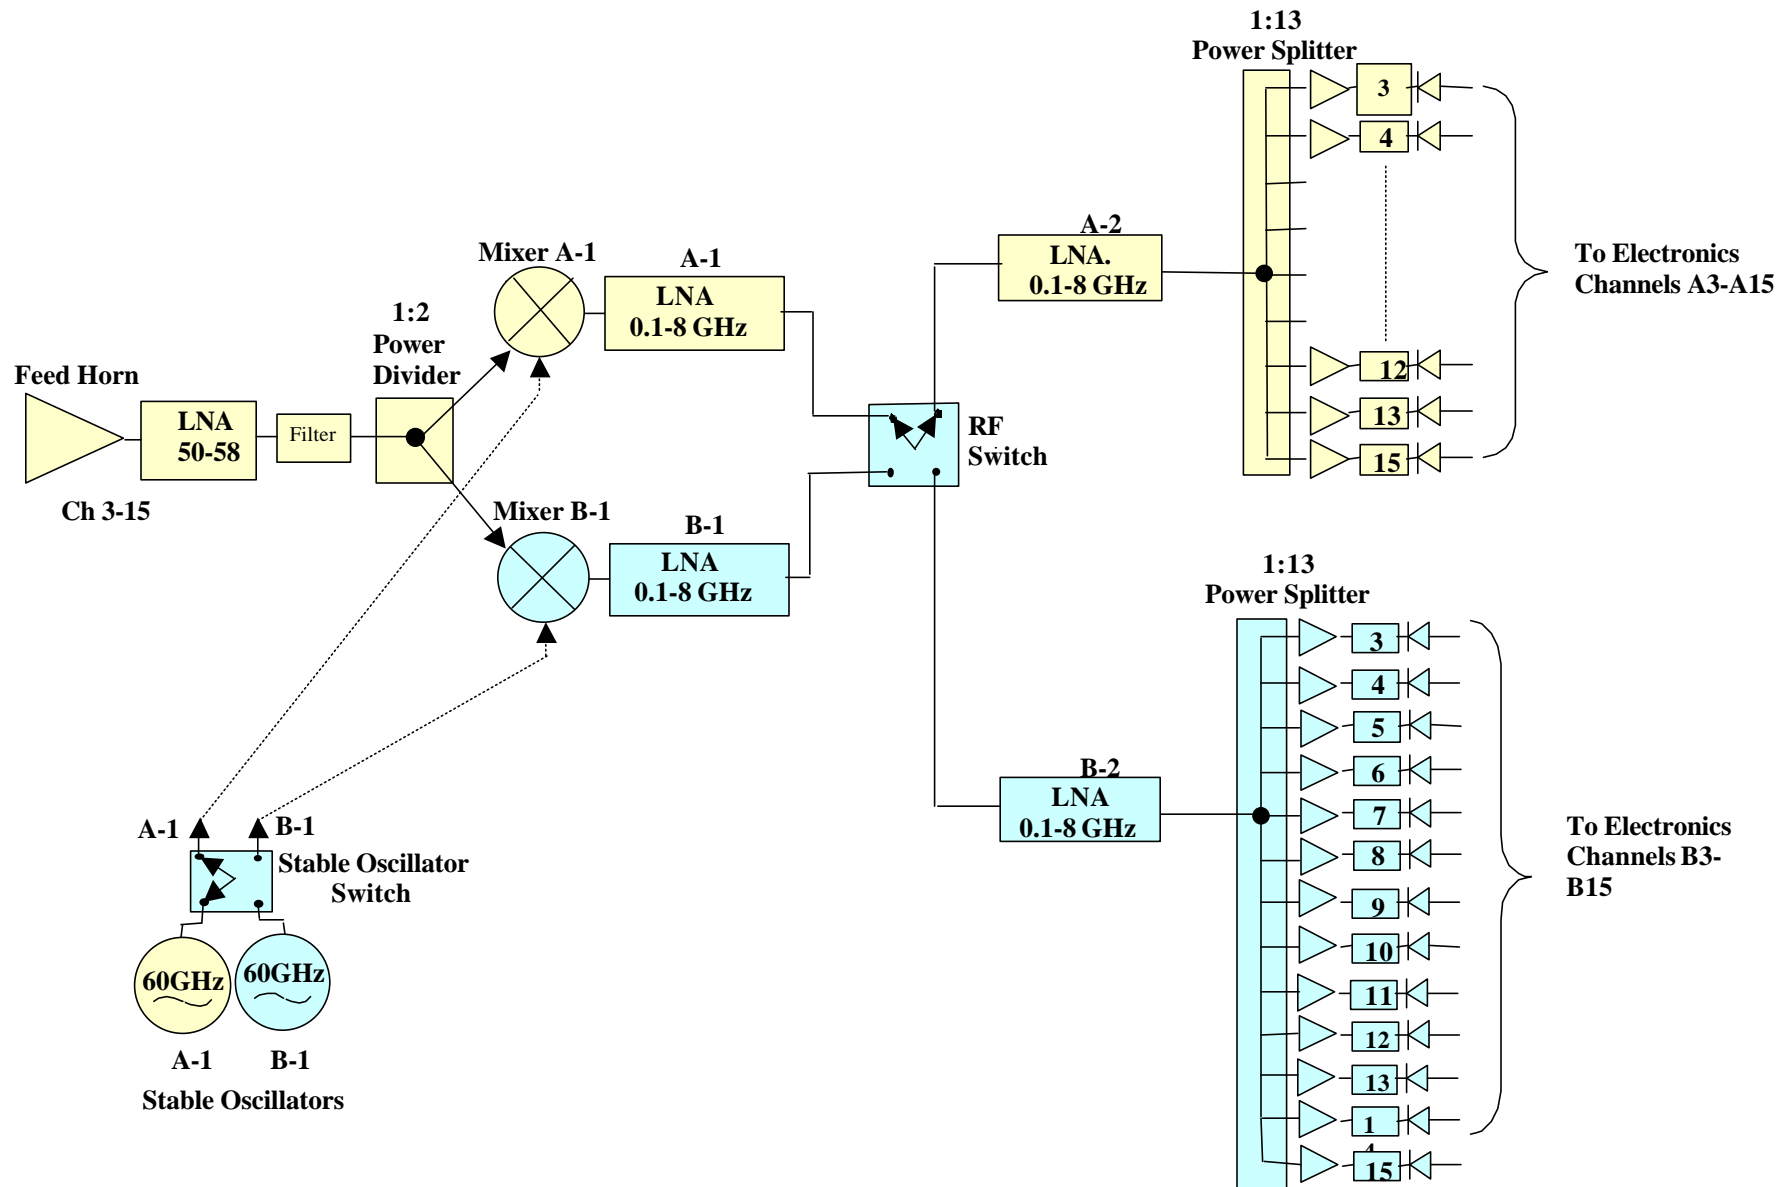 1:13
Power Splitter
3
4
12
13
15
To Electronics
Channels A3-A15
A-2
LNA.
0.1-8 GHz
Mixer A-1
A-1
LNA
0.1-8 GHz
1:2
Power
Divider
Feed Horn
LNA
50-58
Filter
Ch 3-15
RF
Switch
Mixer B-1
B-1
LNA
0.1-8 GHz
1:13
Power Splitter
3
4
5
6
7
8
9
10
11
12
13
1
4
15
To Electronics
Channels B3-
B15
B-2
LNA
0.1-8 GHz
A-1
B-1
Stable Oscillator
Switch
60GHz
60GHz
A-1
B-1
Stable Oscillators